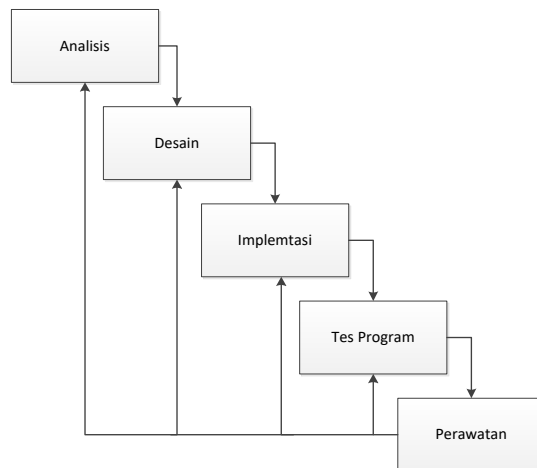 Analisis
Desain
Implemtasi
Tes Program
Perawatan